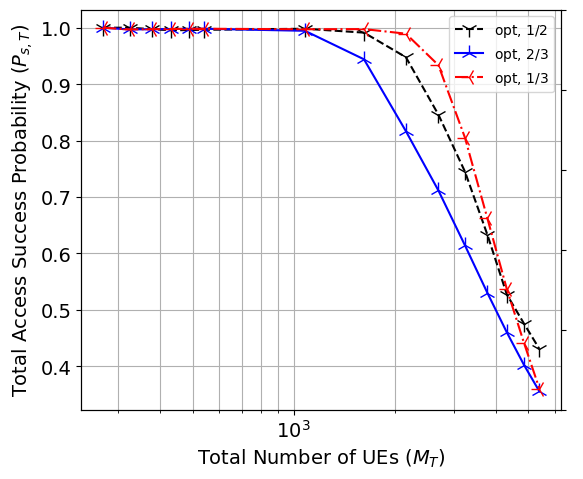 Total Access Success Probability (P_{s,T})
1.0
0.9
0.8
0.7
0.6
0.5
0.4
opt, 1/2
opt, 2/3
opt, 1/3
10^3
Total Number of UEs (M_T)